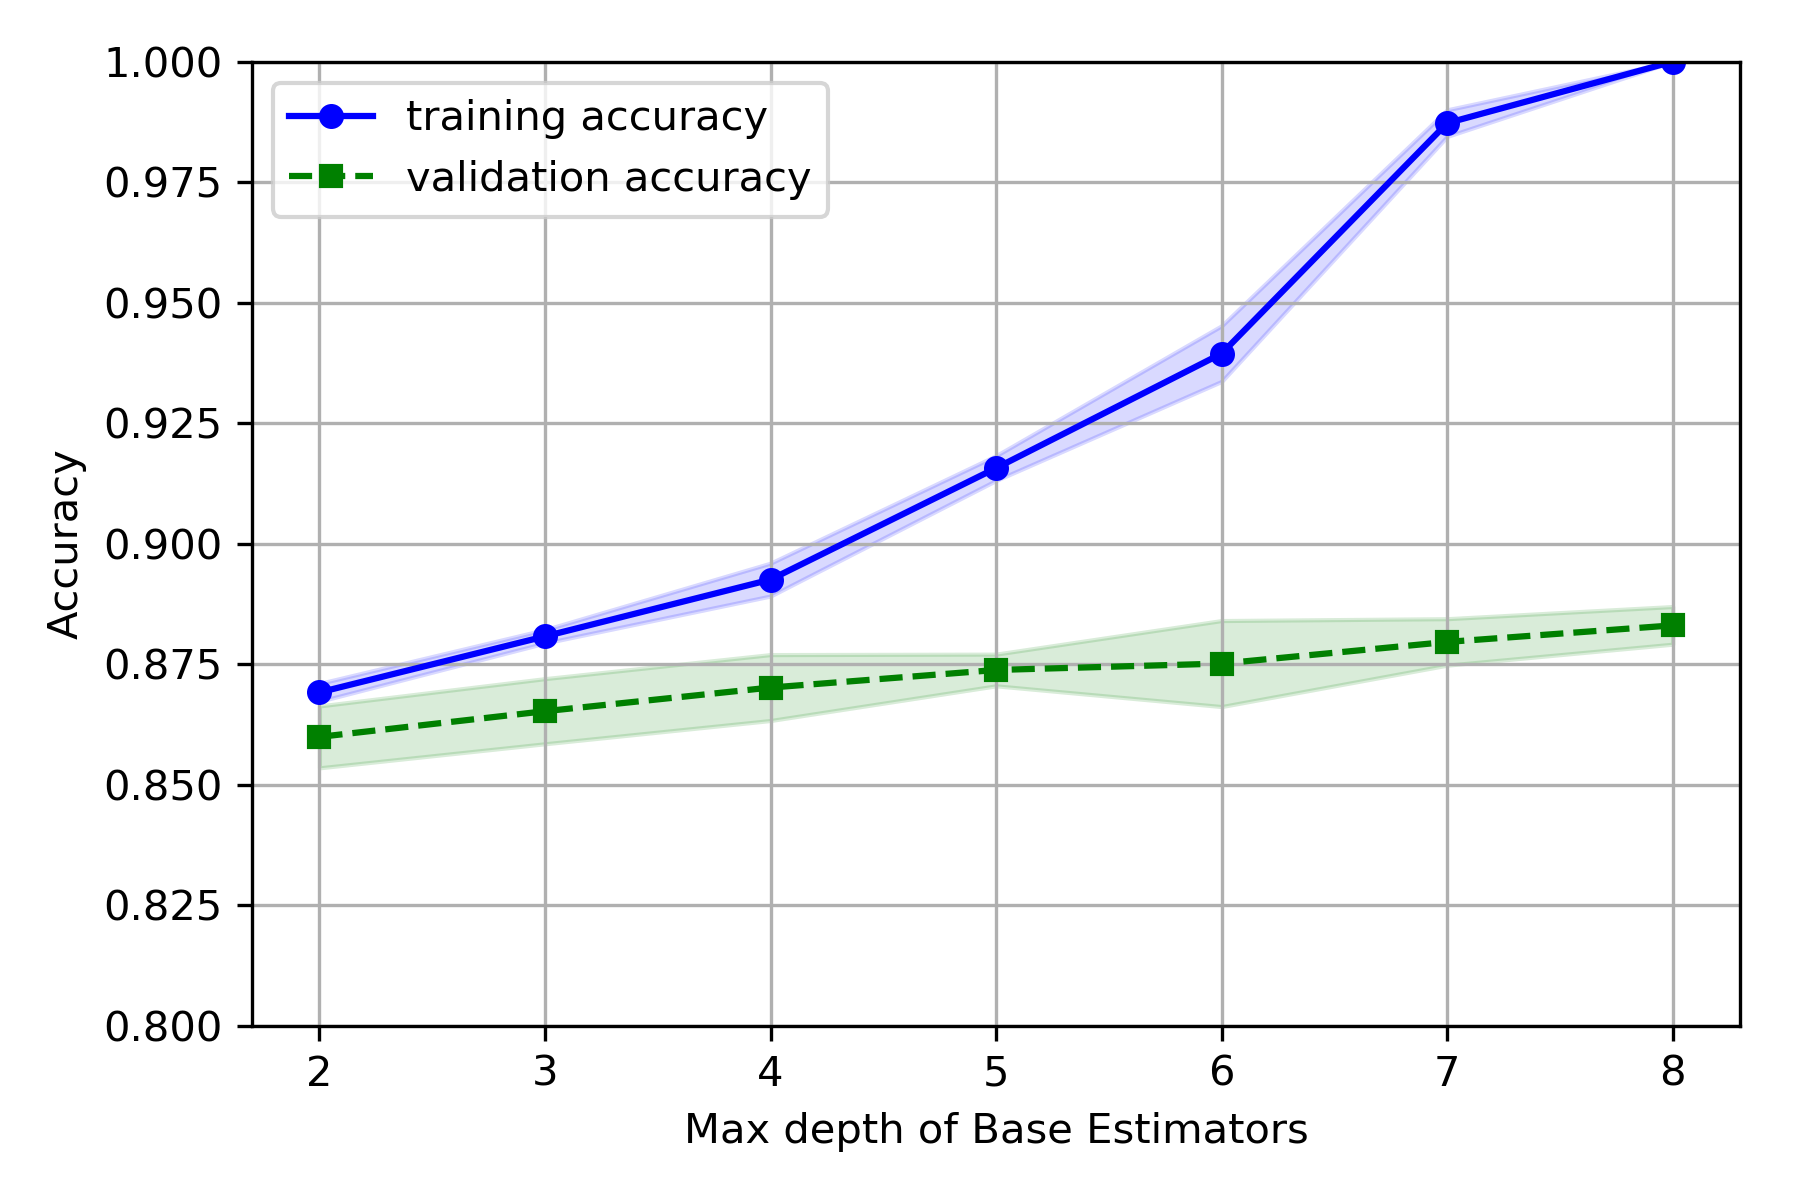 1.000
0.975
0.950
0.925
0.900
0.875
0.850
0.825
0.800
Accuracy
training accuracy
validation accuracy
2 3 4 5 6 7 8
Max depth of Base Estimators